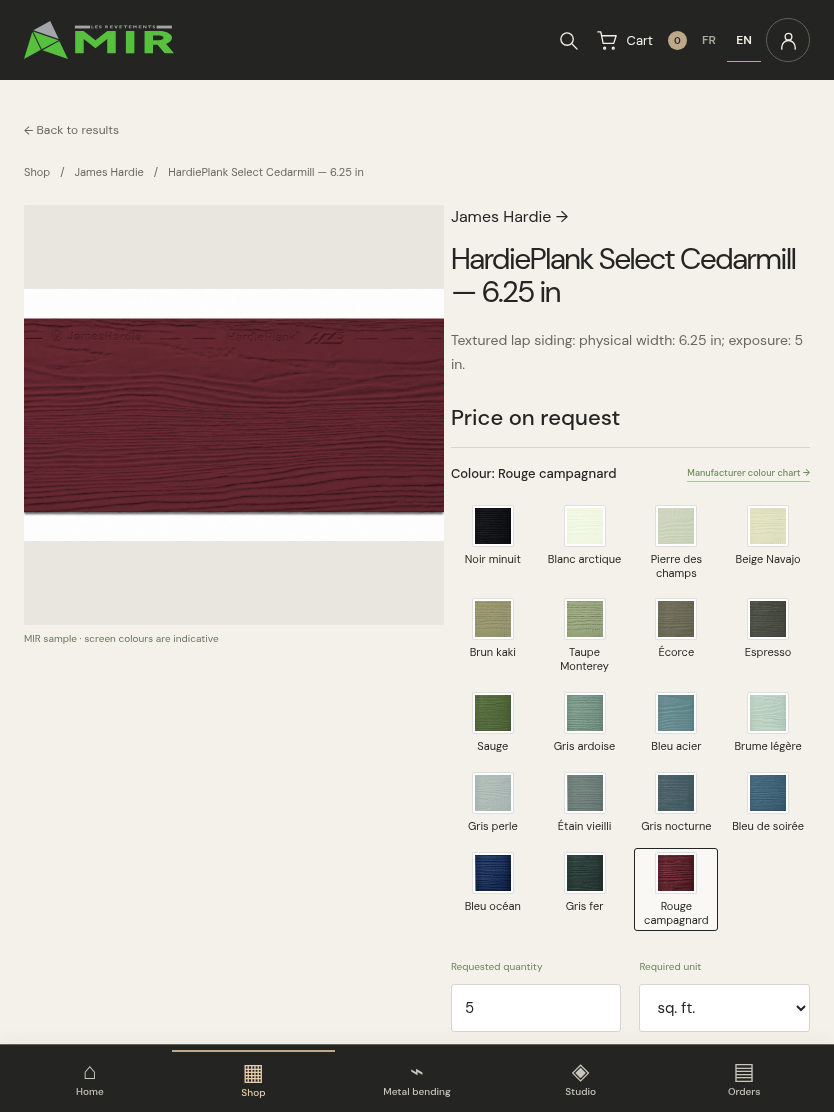 LES REVÊTEMENTS
MIR
Cart
0
FR
EN
← Back to results
Shop / James Hardie / HardiePlank Select Cedarmill — 6.25 in
James Hardie →
HardiePlank Select Cedarmill
— 6.25 in
Textured lap siding: physical width: 6.25 in; exposure: 5
in.
Price on request
Colour: Rouge campagnard
Manufacturer colour chart →
JamesHardie
HardiePlank
HZ5
MIR sample · screen colours are indicative
Noir minuit
Blanc arctique
Pierre des
champs
Beige Navajo
Brun kaki
Taupe
Monterey
Écorce
Espresso
Sauge
Gris ardoise
Bleu acier
Brume légère
Gris perle
Étain vieilli
Gris nocturne
Bleu de soirée
Bleu océan
Gris fer
Rouge
campagnard
Requested quantity
Required unit
5
sq. ft.
Home
Shop
Metal bending
Studio
Orders